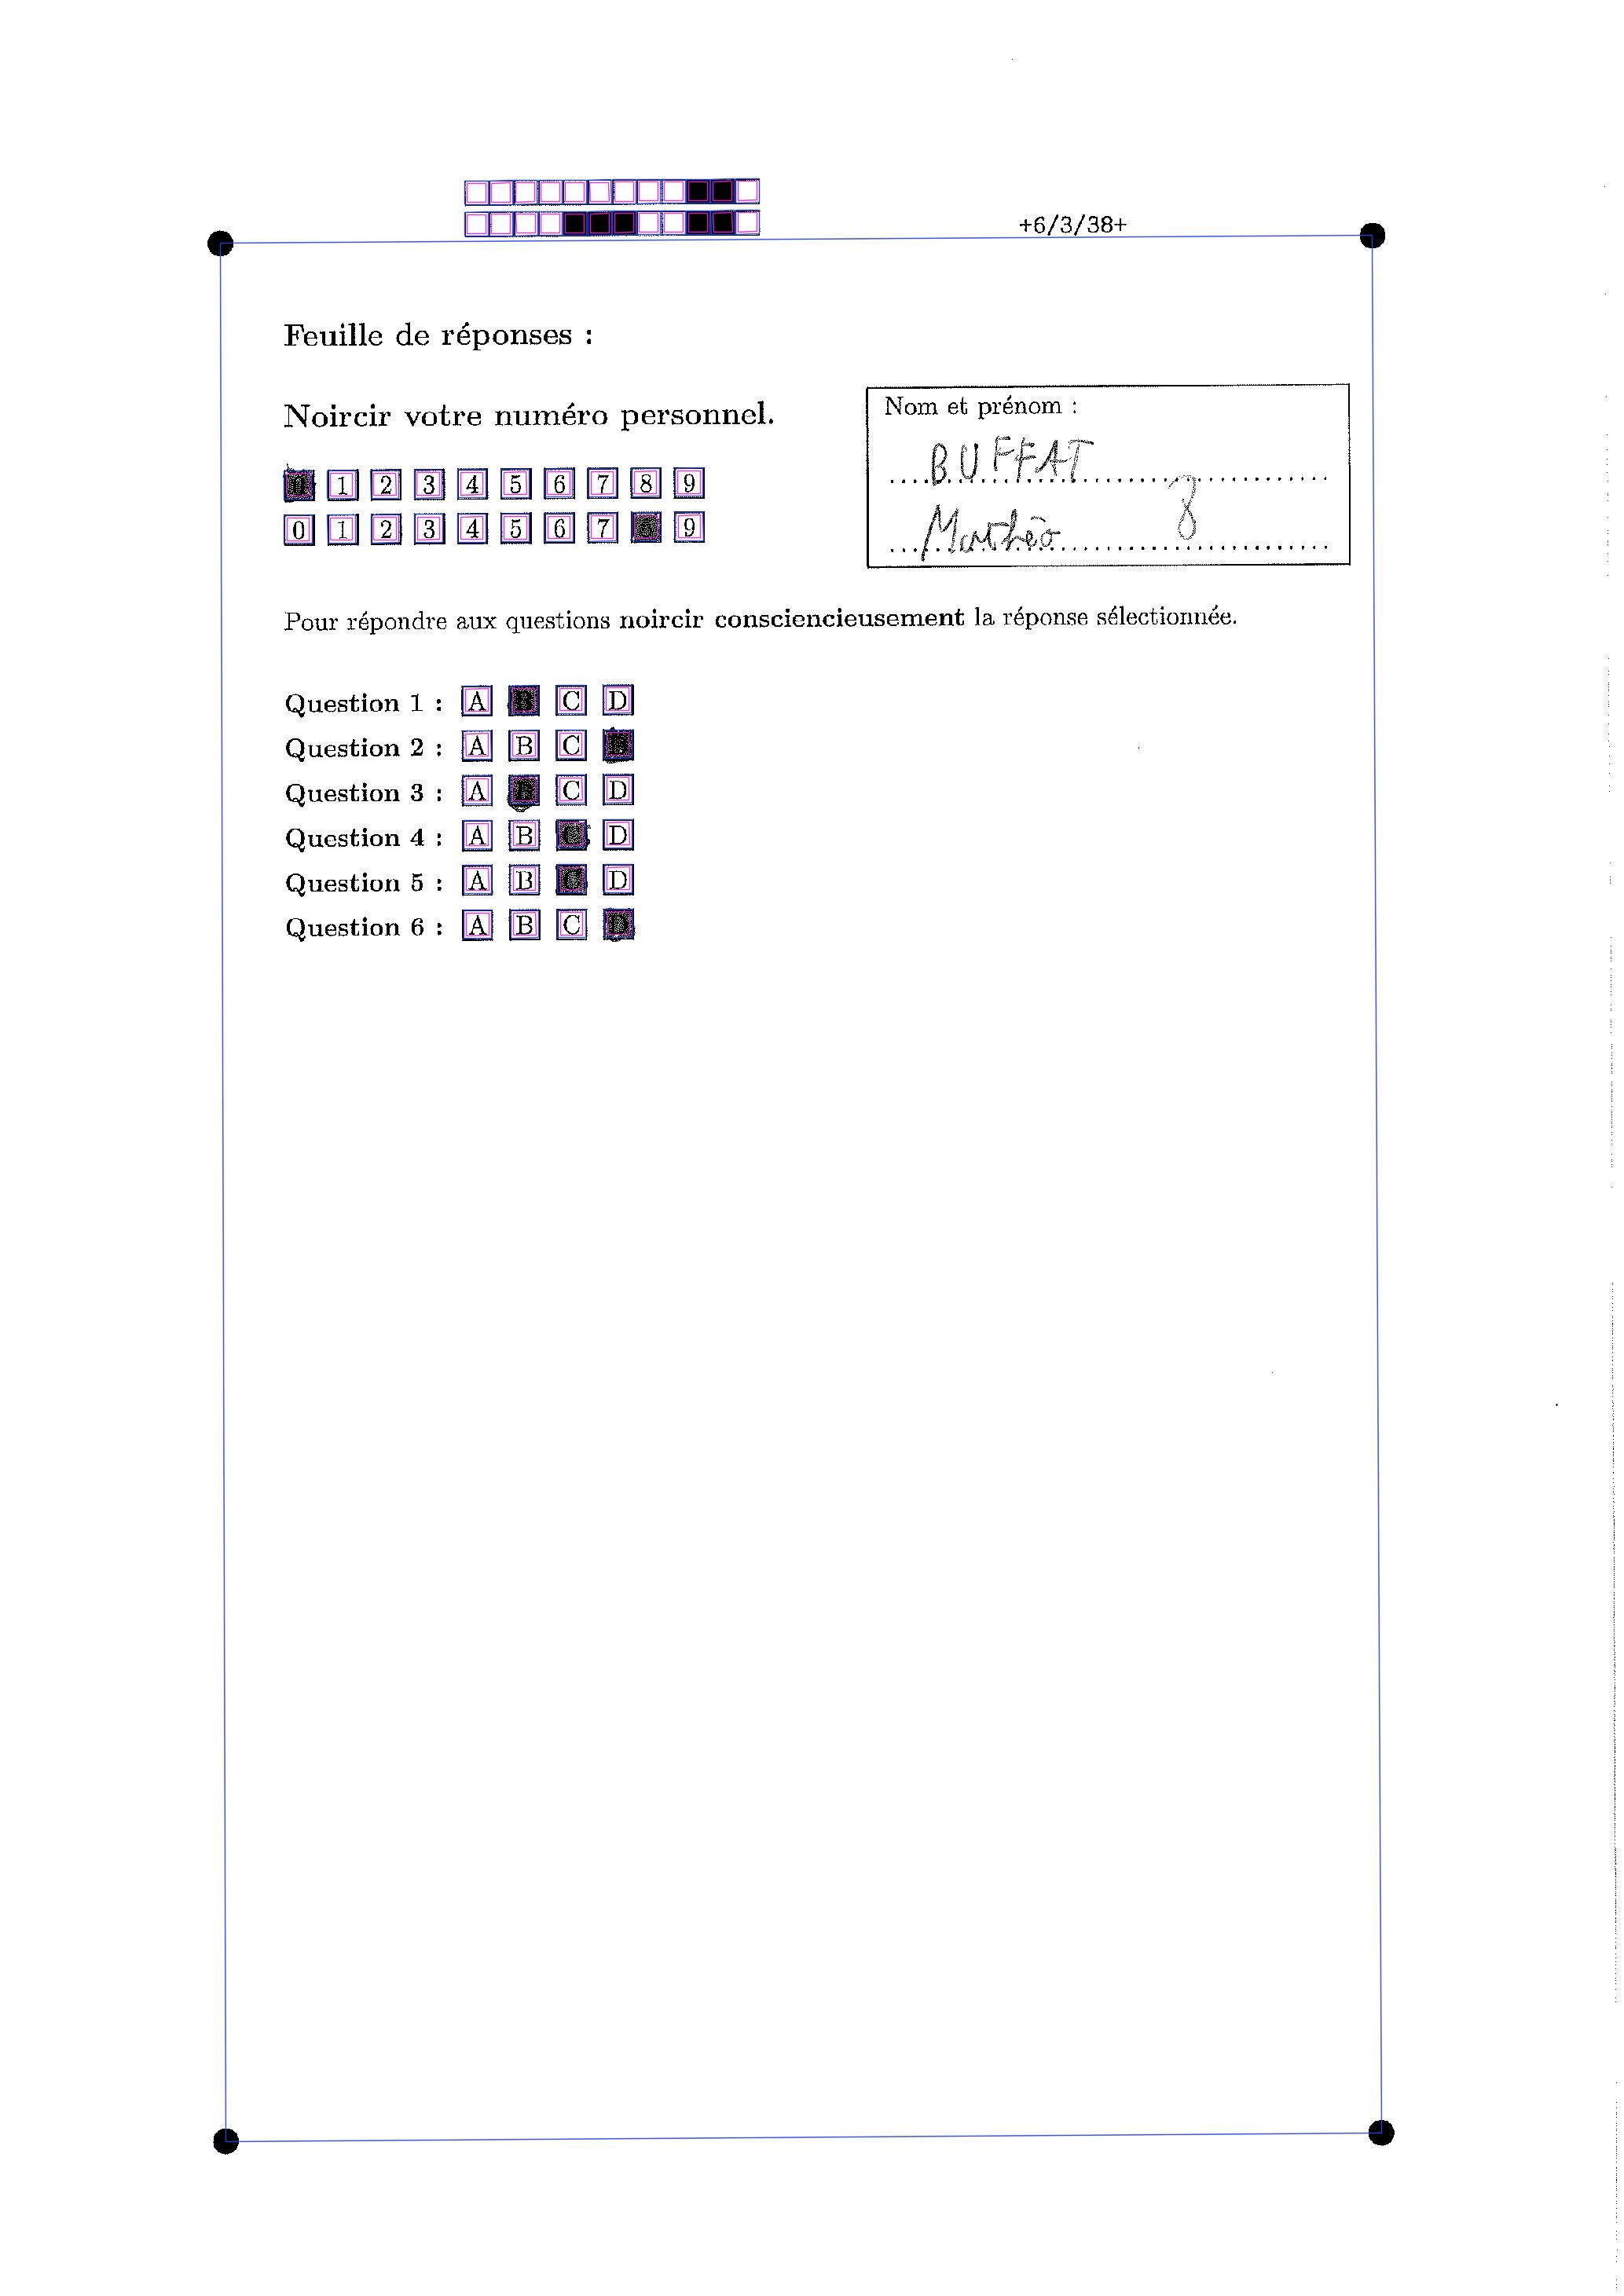 +6/3/38+
Feuille de réponses :
Noircir votre numéro personnel.
Nom et prénom :
BUFFAT
8
Mathéo
0 1 2 3 4 5 6 7 8 9
0 1 2 3 4 5 6 7 8 9
Pour répondre aux questions noircir consciencieusement la réponse sélectionnée.
Question 1 : A B C D
Question 2 : A B C D
Question 3 : A B C D
Question 4 : A B C D
Question 5 : A B C D
Question 6 : A B C D